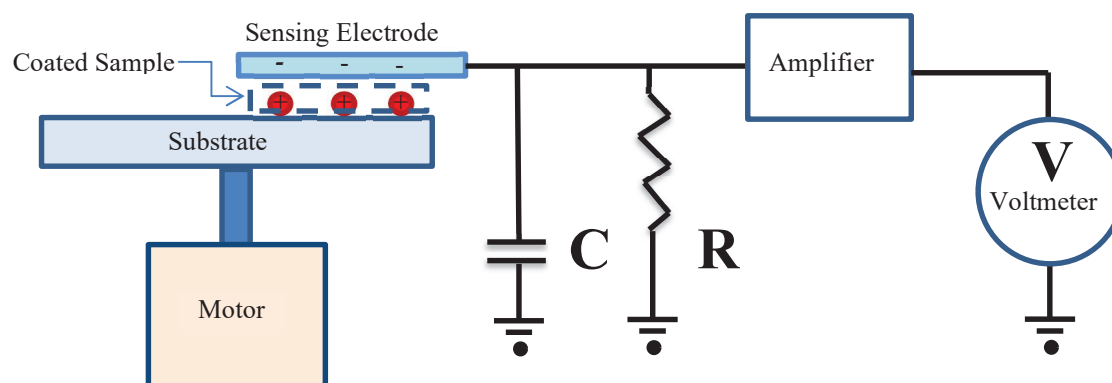 Sensing Electrode
Coated Sample
- - -
+ + +
Substrate
Motor
C
R
Amplifier
V
Voltmeter